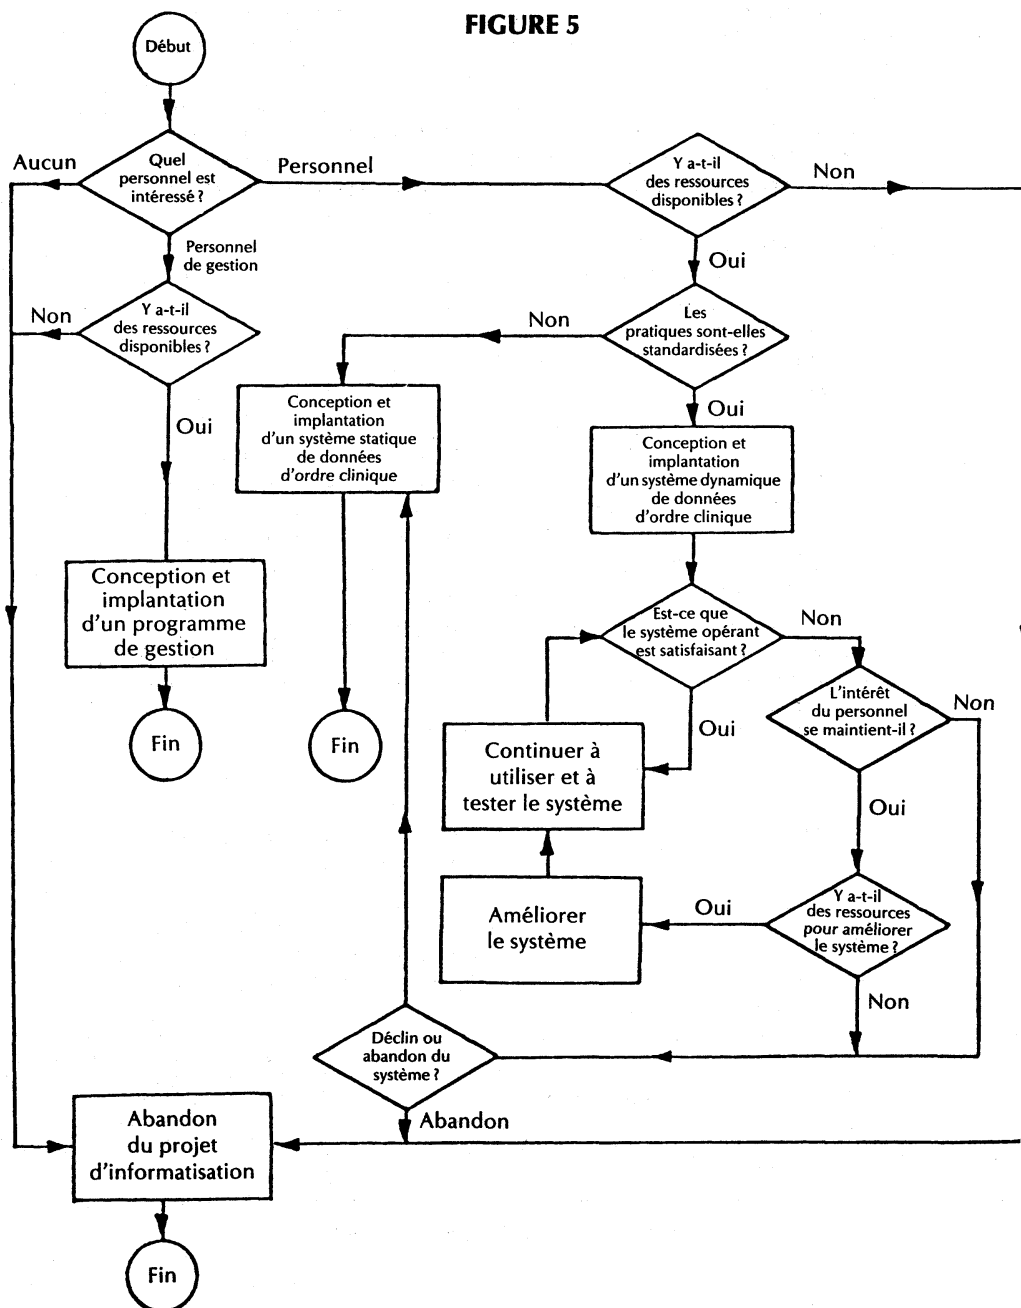 FIGURE 5
Début
Aucun
Quel
personnel est
intéressé ?
Personnel
Y a-t-il
des ressources
disponibles ?
Non
Personnel
de gestion
Oui
Non
Y a-t-il
des ressources
disponibles ?
Non
Les
pratiques sont-elles
standardisées ?
Oui
Conception et
implantation
d'un système statique
de données
d'ordre clinique
Oui
Conception et
implantation
d'un système dynamique
de données
d'ordre clinique
Conception et
implantation
d'un programme
de gestion
Est-ce que
le système opérant
est satisfaisant ?
Non
L'intérêt
du personnel
se maintient-il ?
Non
Fin
Fin
Oui
Continuer à
utiliser et à
tester le système
Oui
Améliorer
le système
Oui
Y a-t-il
des ressources
pour améliorer
le système ?
Non
Déclin ou
abandon du
système ?
Abandon
Abandon
du projet
d'informatisation
Fin